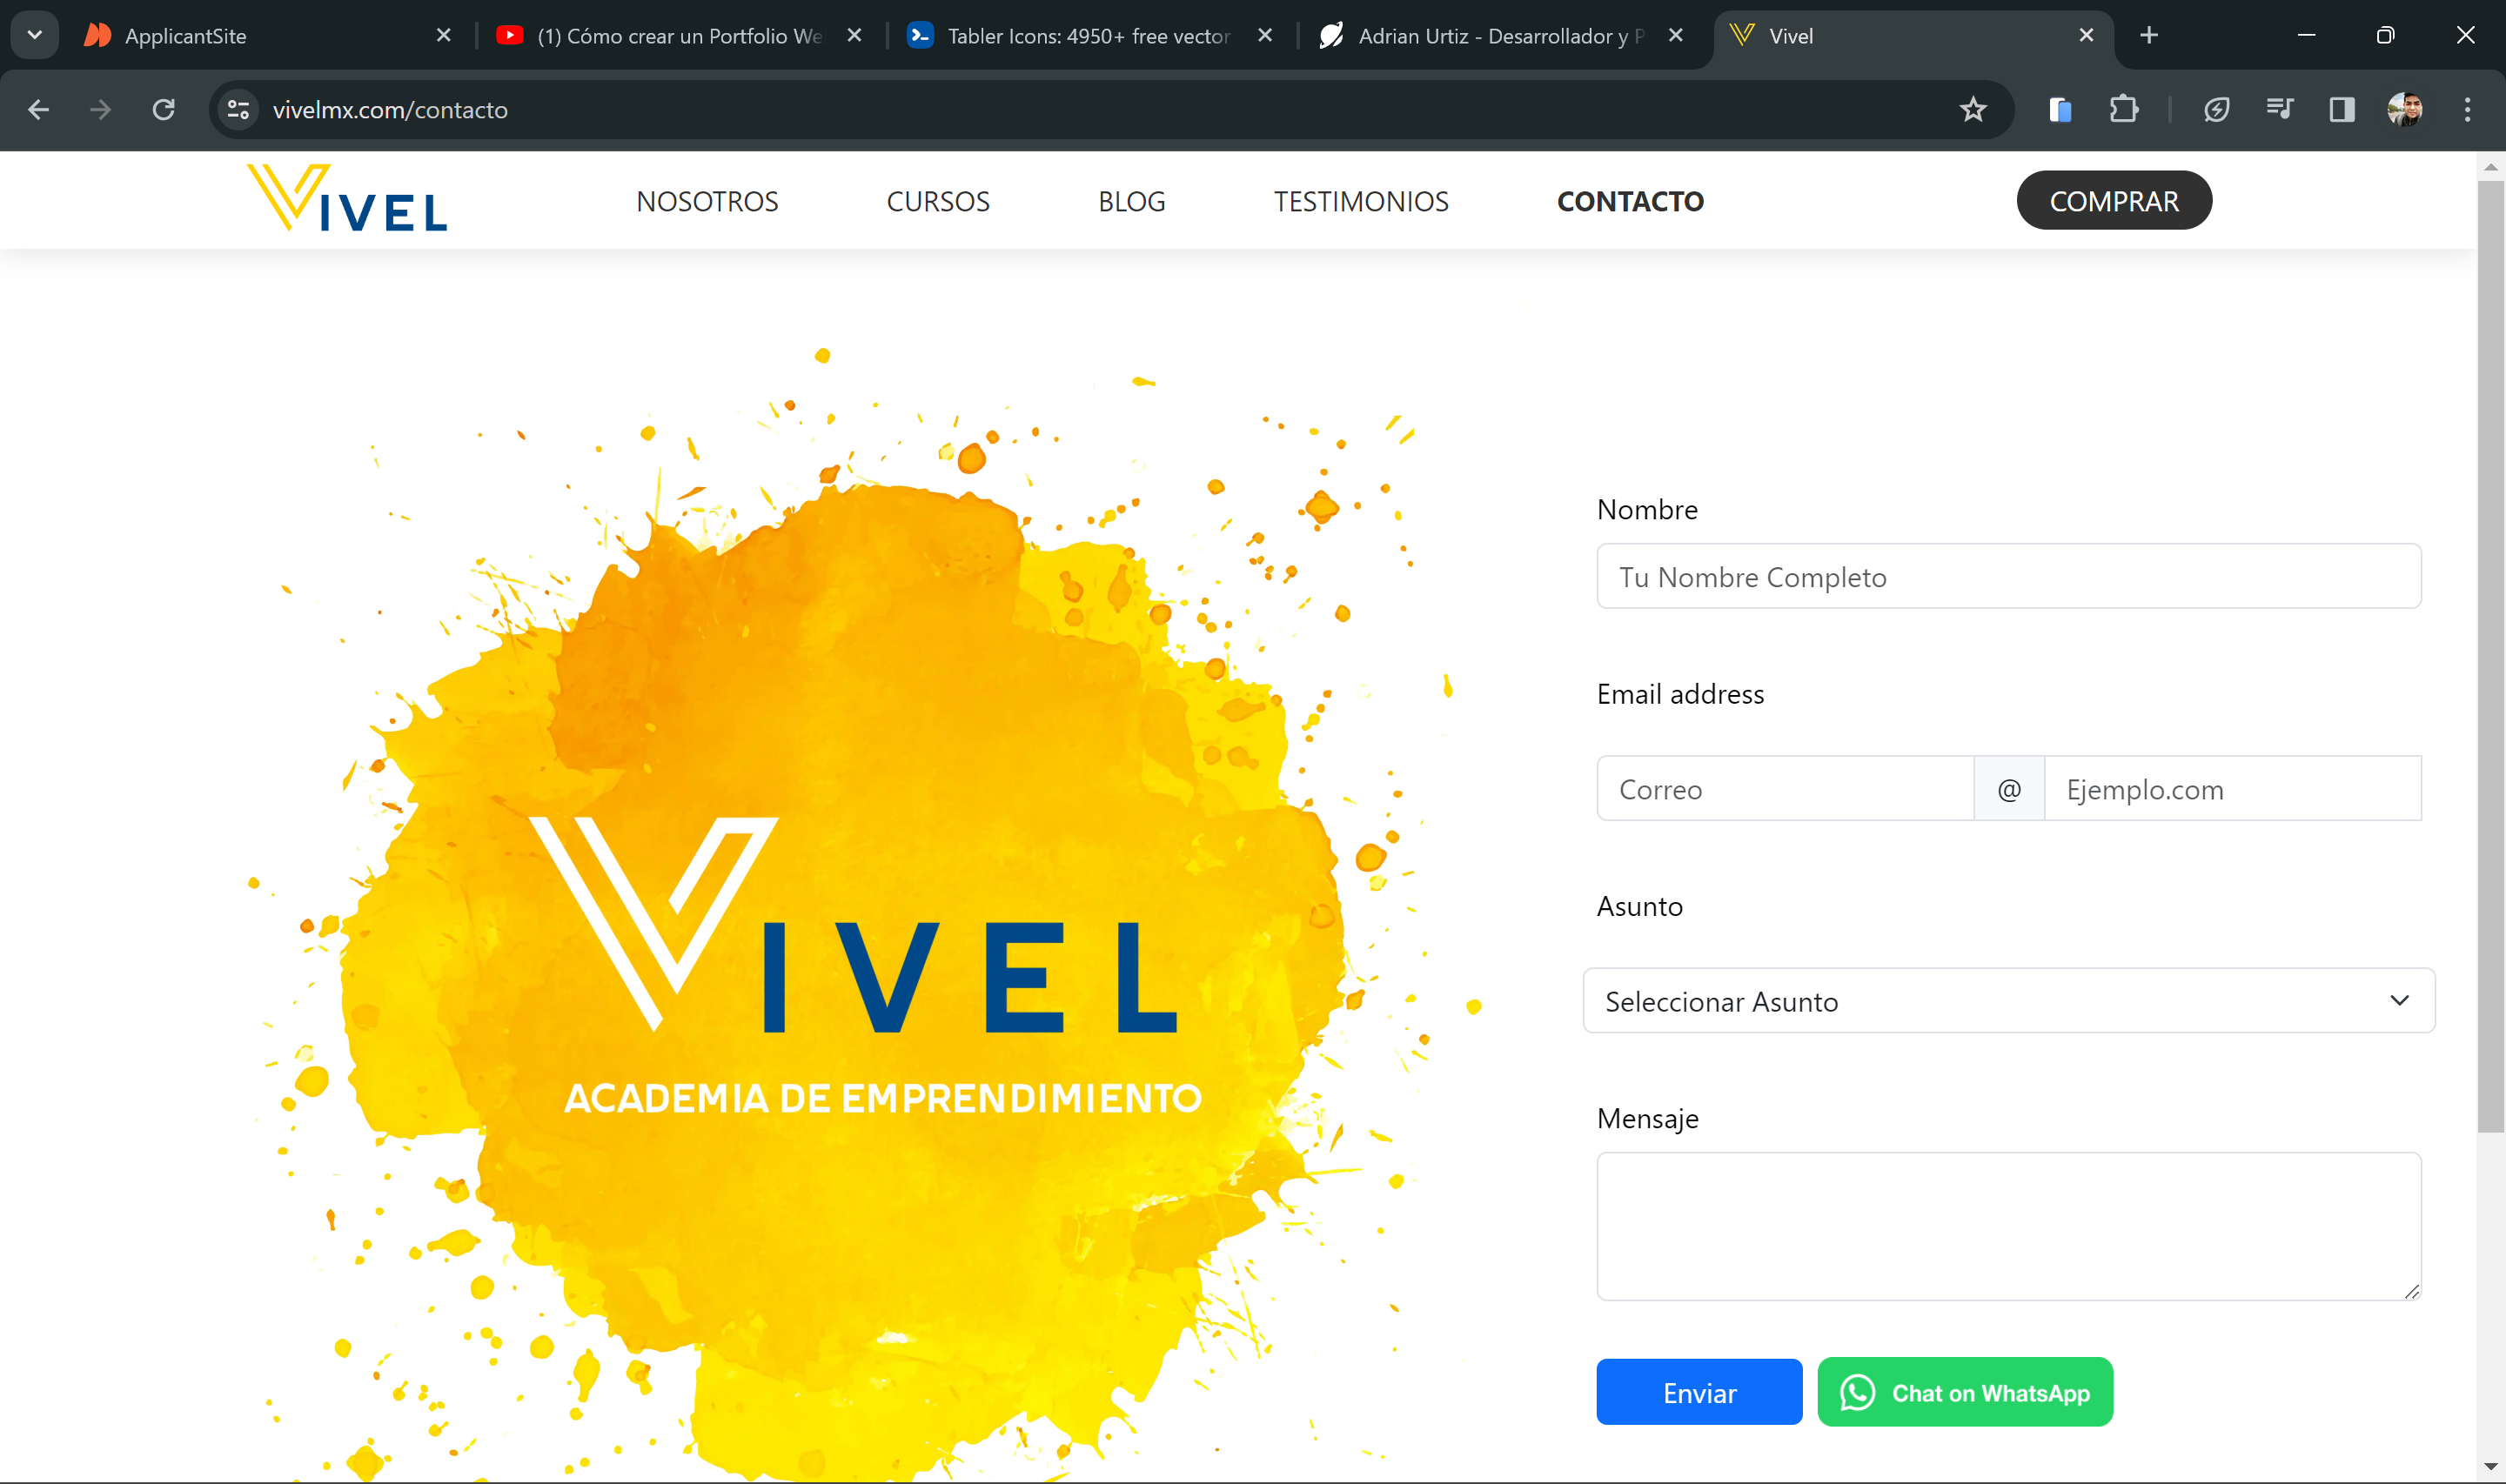 ApplicantSite
(1) Cómo crear un Portfolio We
Tabler Icons: 4950+ free vector
Adrian Urtiz - Desarrollador y P
Vivel
vivelmx.com/contacto
VIVEL
NOSOTROS
CURSOS
BLOG
TESTIMONIOS
CONTACTO
COMPRAR
VIVEL
ACADEMIA DE EMPRENDIMIENTO
Nombre
Tu Nombre Completo
Email address
Correo
@
Ejemplo.com
Asunto
Seleccionar Asunto
Mensaje
Enviar
Chat on WhatsApp